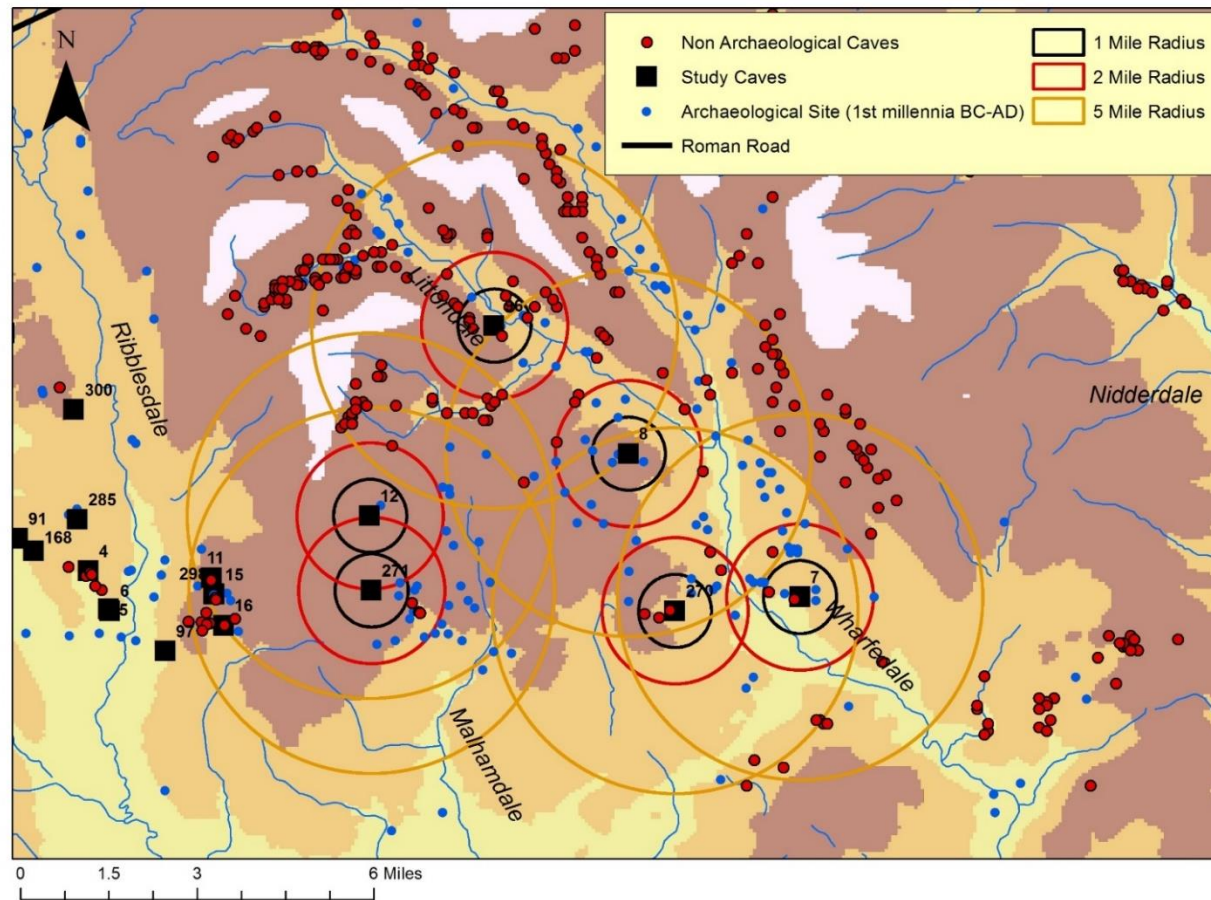 N
Non Archaeological Caves
Study Caves
Archaeological Site (1st millennia BC-AD)
Roman Road
1 Mile Radius
2 Mile Radius
5 Mile Radius
Littondale
Ribblesdale
Nidderdale
300
8
285
12
91
168
4
11
15
271
6
5
16
97
270
7
Wharfedale
Malhamdale
0
1.5
3
6 Miles